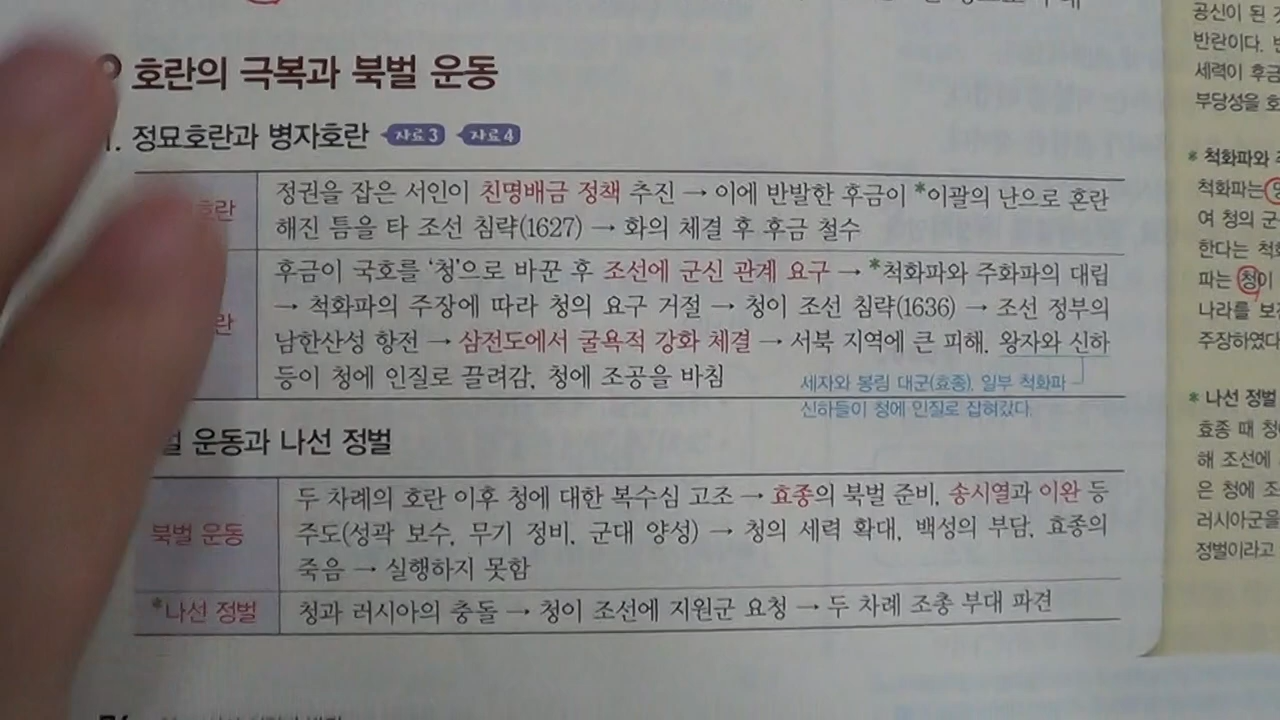 호란의 극복과 북벌 운동
1. 정묘호란과 병자호란 자료3 자료4
호란
정권을 잡은 서인이 친명배금 정책 추진 → 이에 반발한 후금이 *이괄의 난으로 혼란
해진 틈을 타 조선 침략(1627) → 화의 체결 후 후금 철수
란
후금이 국호를 '청'으로 바꾼 후 조선에 군신 관계 요구 → *척화파와 주화파의 대립
→ 척화파의 주장에 따라 청의 요구 거절 → 청이 조선 침략(1636) → 조선 정부의
남한산성 항전 → 삼전도에서 굴욕적 강화 체결 → 서북 지역에 큰 피해, 왕자와 신하
등이 청에 인질로 끌려감, 청에 조공을 바침
세자와 봉림 대군(효종), 일부 척화파
신하들이 청에 인질로 잡혀갔다.
벌 운동과 나선 정벌
북벌 운동
두 차례의 호란 이후 청에 대한 복수심 고조 → 효종의 북벌 준비, 송시열과 이완 등
주도(성곽 보수, 무기 정비, 군대 양성) → 청의 세력 확대, 백성의 부담, 효종의
죽음 → 실행하지 못함
*나선 정벌
청과 러시아의 충돌 → 청이 조선에 지원군 요청 → 두 차례 조총 부대 파견
공신이 된
반란이다.
세력이 후금
부당성을 호
* 척화파와
척화파는
여 청의 군
한다는 척화
파는 청이
나라를 보
주장하였다
* 나선 정벌
효종 때 청
해 조선에
은 청에 조
러시아군을
정벌이라고